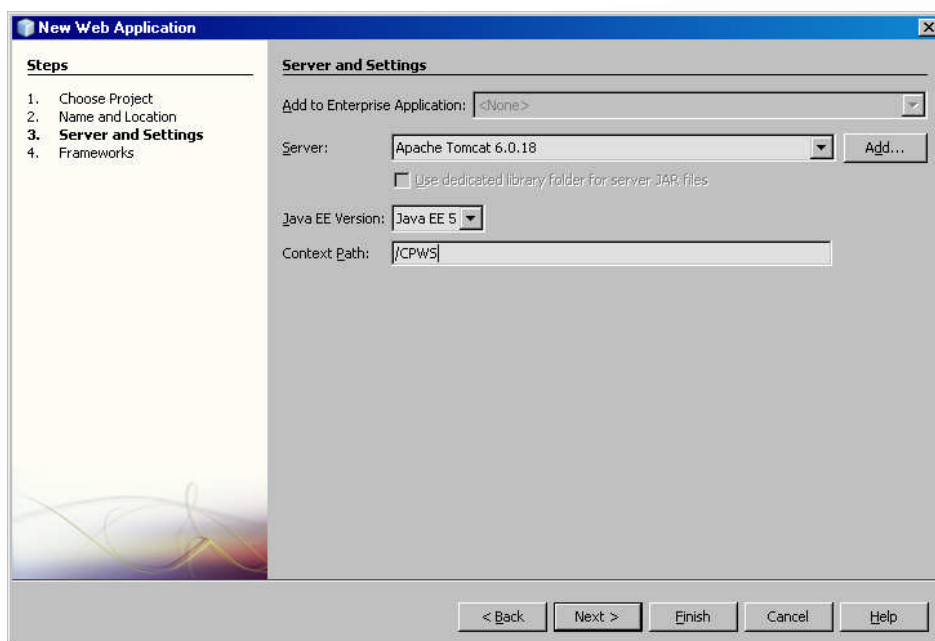 New Web Application
Steps
1. Choose Project
2. Name and Location
3. Server and Settings
4. Frameworks
Server and Settings
Add to Enterprise Application: <None>
Server: Apache Tomcat 6.0.18 Add...
Use dedicated library folder for server JAR files
Java EE Version: Java EE 5
Context Path: /CPWS
< Back Next > Finish Cancel Help